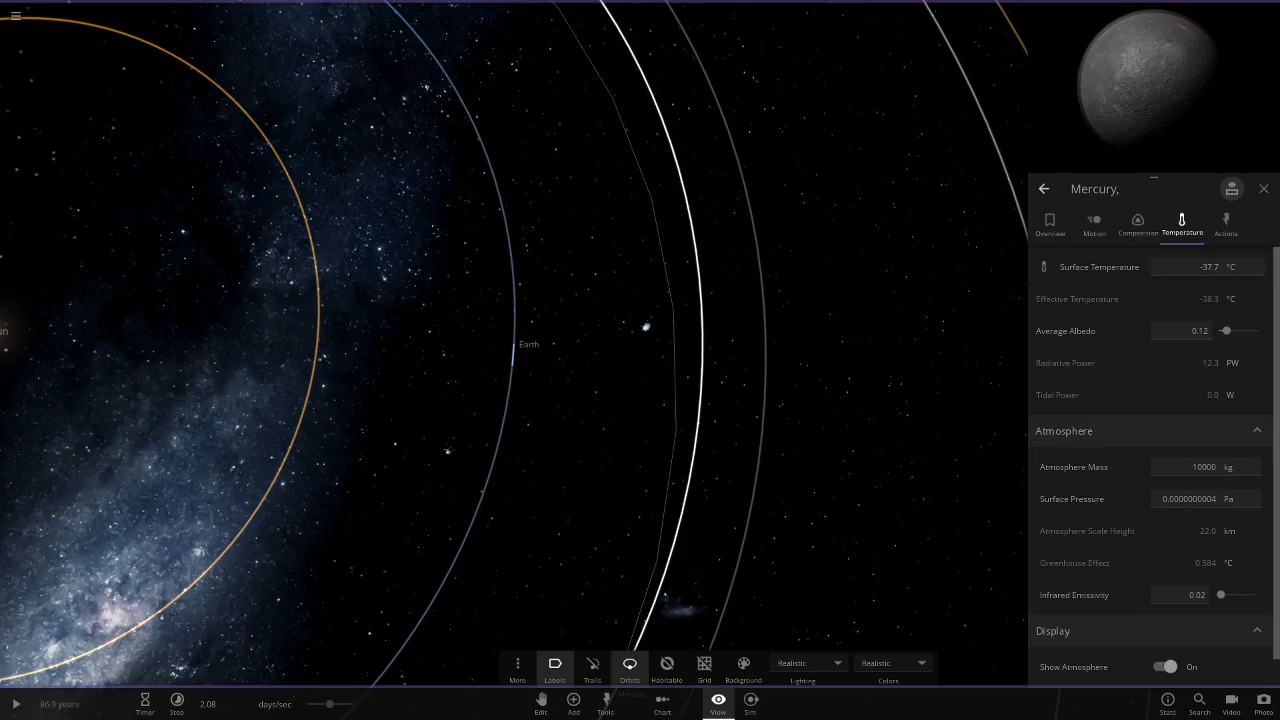 un
Earth
Mercury,
Overview Motion Composition Temperature Actions
Surface Temperature -37.7 °C
Effective Temperature -38.3 °C
Average Albedo 0.12
Radiative Power 12.3 PW
Tidal Power 0.0 W
Atmosphere
Atmosphere Mass 10000 kg
Surface Pressure 0.0000000004 Pa
Atmosphere Scale Height 22.0 km
Greenhouse Effect 0.584 °C
Infrared Emissivity 0.02
Display
Show Atmosphere On
Realistic Realistic
More Labels Trails Orbits Habitable Grid Background Lighting Colors
Mercury,
86.9 years Timer Step 2.08 days/sec Edit Add Tools Chart View Sim Stats Search Video Photo